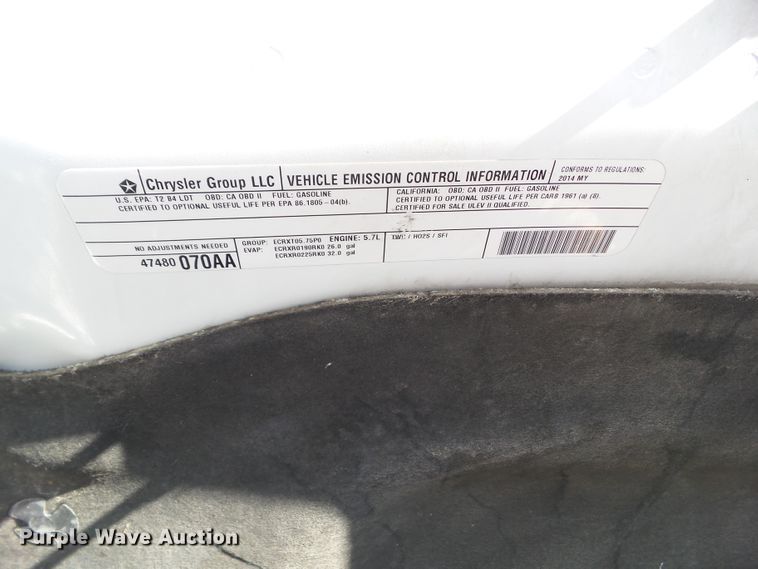 Chrysler Group LLC VEHICLE EMISSION CONTROL INFORMATION
CONFORMS TO REGULATIONS:
2014 MY
U.S. EPA: T2 B4 LDT OBD: CA OBD II FUEL: GASOLINE
CERTIFIED TO OPTIONAL USEFUL LIFE PER EPA 86.1805-04(b).
CALIFORNIA: OBD: CA OBD II FUEL: GASOLINE
CERTIFIED TO OPTIONAL USEFUL LIFE PER CARB 1961 (a) (8).
CERTIFIED FOR SALE ULEV II QUALIFIED.
NO ADJUSTMENTS NEEDED
47480 070AA
GROUP: ECRXT05.75P0 ENGINE: 5.7L
EVAP: ECRXR0190RK0 26.0 gal
ECRXR0225RK0 32.0 gal
TWC / HO2S / SFI
Purple Wave Auction